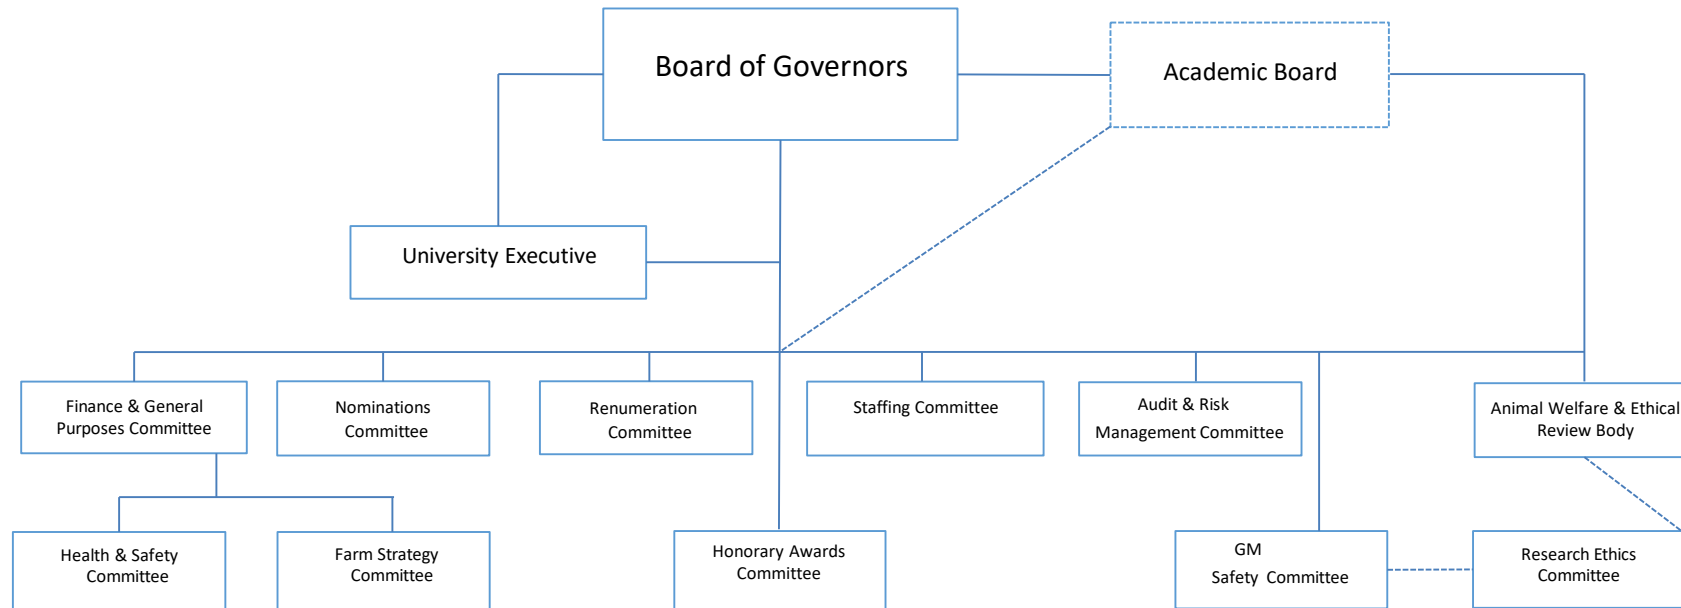 Board of Governors
Academic Board
University Executive
Finance & General
Purposes Committee
Nominations
Committee
Renumeration
Committee
Staffing Committee
Audit & Risk
Management Committee
Animal Welfare & Ethical
Review Body
Health & Safety
Committee
Farm Strategy
Committee
Honorary Awards
Committee
GM
Safety Committee
Research Ethics
Committee